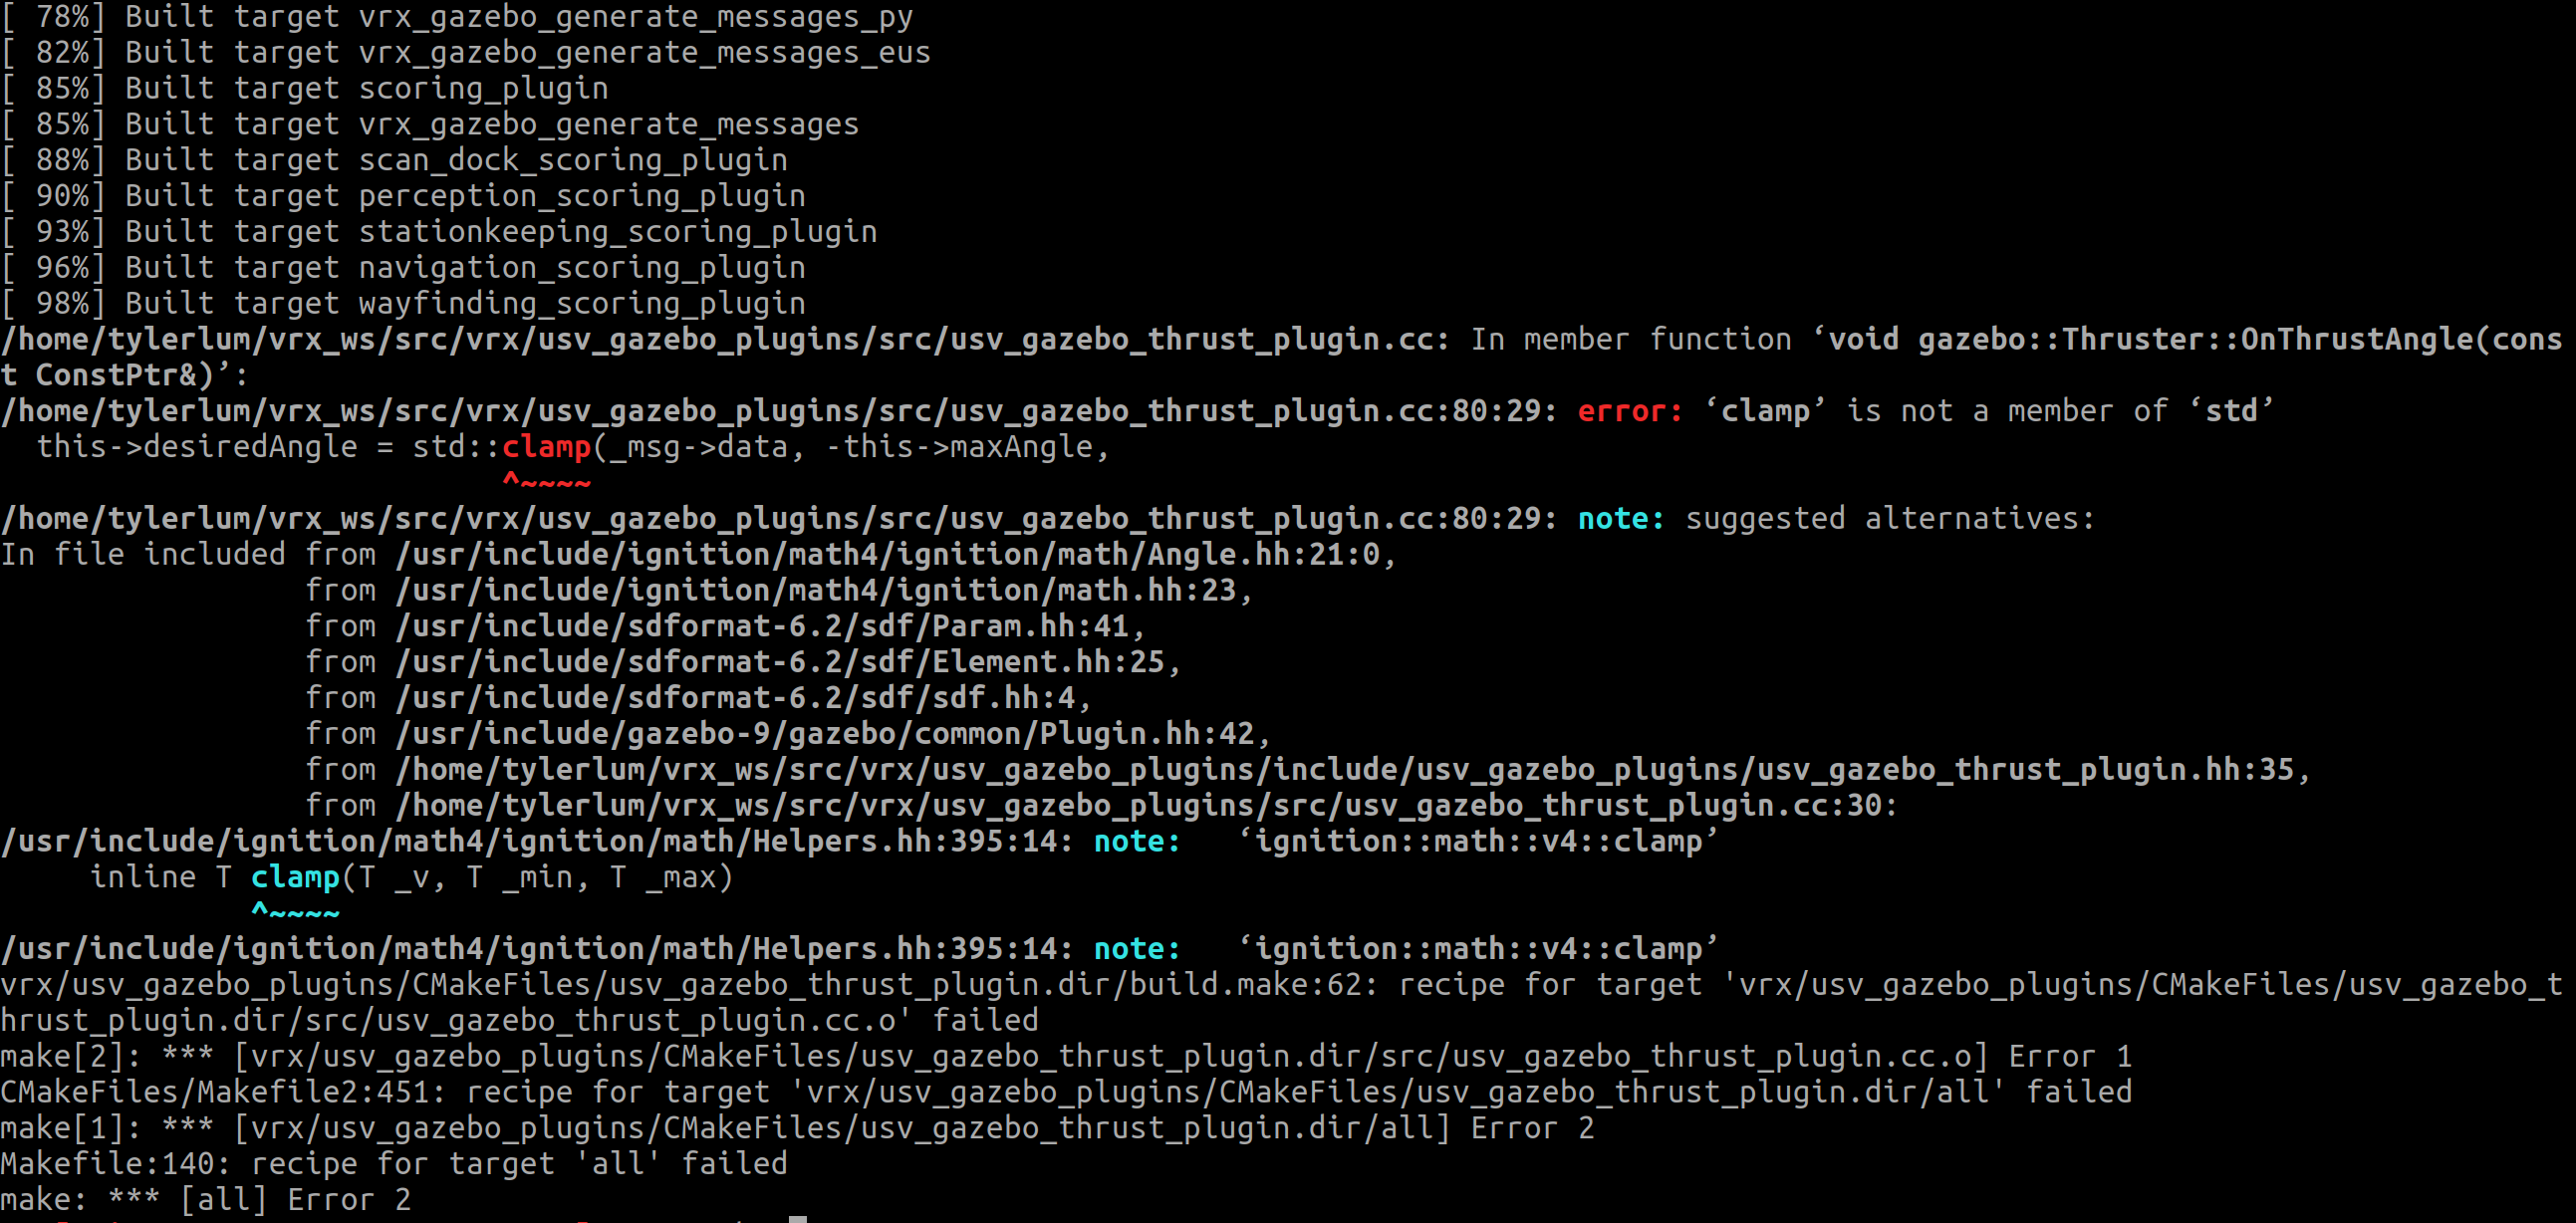 [ 78%] Built target vrx_gazebo_generate_messages_py
[ 82%] Built target vrx_gazebo_generate_messages_eus
[ 85%] Built target scoring_plugin
[ 85%] Built target vrx_gazebo_generate_messages
[ 88%] Built target scan_dock_scoring_plugin
[ 90%] Built target perception_scoring_plugin
[ 93%] Built target stationkeeping_scoring_plugin
[ 96%] Built target navigation_scoring_plugin
[ 98%] Built target wayfinding_scoring_plugin
/home/tylerlum/vrx_ws/src/vrx/usv_gazebo_plugins/src/usv_gazebo_thrust_plugin.cc: In member function ‘void gazebo::Thruster::OnThrustAngle(cons
t ConstPtr&)’:
/home/tylerlum/vrx_ws/src/vrx/usv_gazebo_plugins/src/usv_gazebo_thrust_plugin.cc:80:29: error: ‘clamp’ is not a member of ‘std’
  this->desiredAngle = std::clamp(_msg->data, -this->maxAngle,
                            ^~~~~
/home/tylerlum/vrx_ws/src/vrx/usv_gazebo_plugins/src/usv_gazebo_thrust_plugin.cc:80:29: note: suggested alternatives:
In file included from /usr/include/ignition/math4/ignition/math/Angle.hh:21:0,
                 from /usr/include/ignition/math4/ignition/math.hh:23,
                 from /usr/include/sdformat-6.2/sdf/Param.hh:41,
                 from /usr/include/sdformat-6.2/sdf/Element.hh:25,
                 from /usr/include/sdformat-6.2/sdf/sdf.hh:4,
                 from /usr/include/gazebo-9/gazebo/common/Plugin.hh:42,
                 from /home/tylerlum/vrx_ws/src/vrx/usv_gazebo_plugins/include/usv_gazebo_plugins/usv_gazebo_thrust_plugin.hh:35,
                 from /home/tylerlum/vrx_ws/src/vrx/usv_gazebo_plugins/src/usv_gazebo_thrust_plugin.cc:30:
/usr/include/ignition/math4/ignition/math/Helpers.hh:395:14: note:   ‘ignition::math::v4::clamp’
     inline T clamp(T _v, T _min, T _max)
              ^~~~~
/usr/include/ignition/math4/ignition/math/Helpers.hh:395:14: note:   ‘ignition::math::v4::clamp’
vrx/usv_gazebo_plugins/CMakeFiles/usv_gazebo_thrust_plugin.dir/build.make:62: recipe for target 'vrx/usv_gazebo_plugins/CMakeFiles/usv_gazebo_t
hrust_plugin.dir/src/usv_gazebo_thrust_plugin.cc.o' failed
make[2]: *** [vrx/usv_gazebo_plugins/CMakeFiles/usv_gazebo_thrust_plugin.dir/src/usv_gazebo_thrust_plugin.cc.o] Error 1
CMakeFiles/Makefile2:451: recipe for target 'vrx/usv_gazebo_plugins/CMakeFiles/usv_gazebo_thrust_plugin.dir/all' failed
make[1]: *** [vrx/usv_gazebo_plugins/CMakeFiles/usv_gazebo_thrust_plugin.dir/all] Error 2
Makefile:140: recipe for target 'all' failed
make: *** [all] Error 2